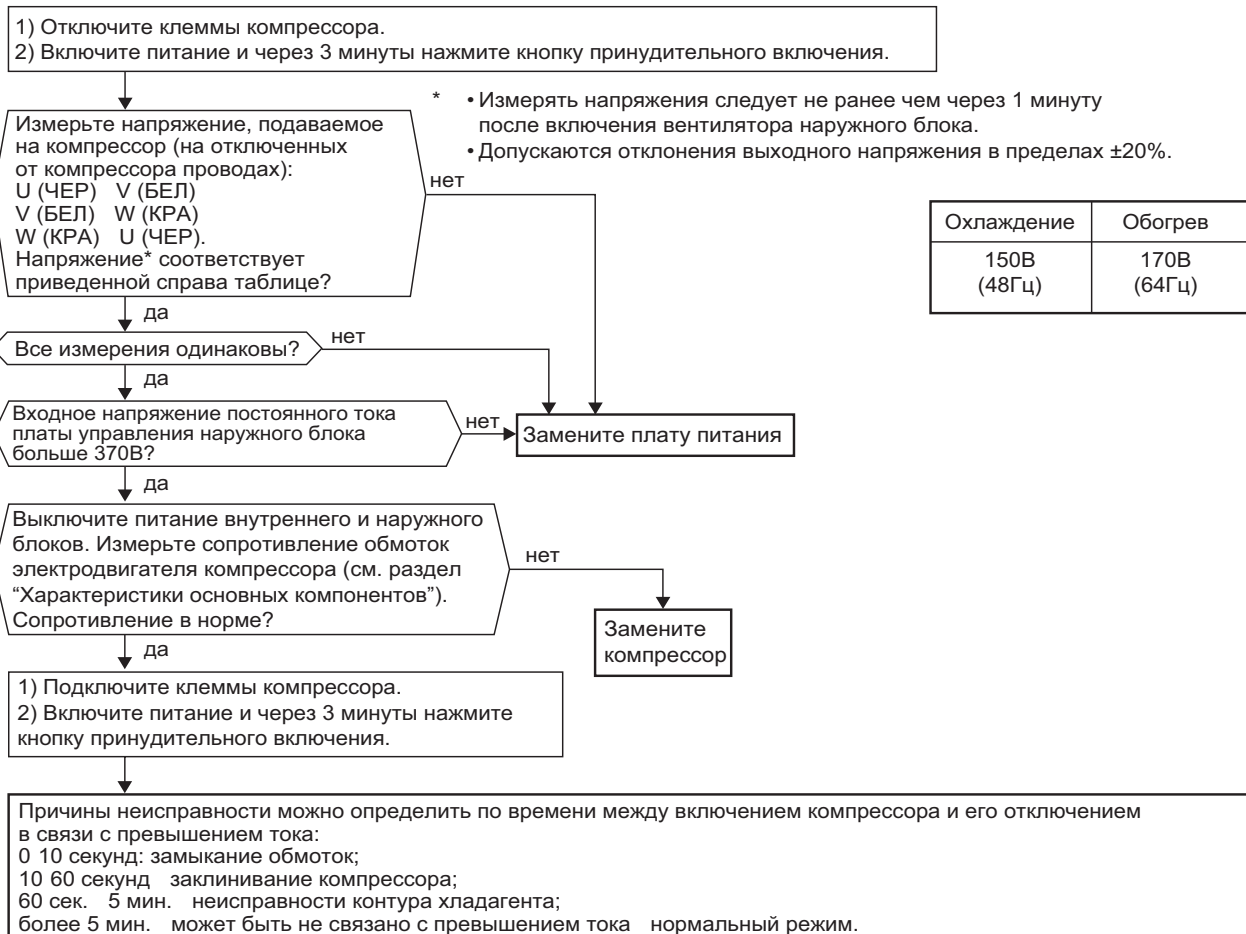 1) Отключите клеммы компрессора.
2) Включите питание и через 3 минуты нажмите кнопку принудительного включения.
* • Измерять напряжения следует не ранее чем через 1 минуту
после включения вентилятора наружного блока.
• Допускаются отклонения выходного напряжения в пределах ±20%.
Измерьте напряжение, подаваемое
на компрессор (на отключенных
от компрессора проводах):
U (ЧЕР) V (БЕЛ)
V (БЕЛ) W (КРА)
W (КРА) U (ЧЕР).
Напряжение* соответствует
приведенной справа таблице?
нет
Охлаждение Обогрев
150В 170В
(48Гц) (64Гц)
да
Все измерения одинаковы?
нет
да
Входное напряжение постоянного тока
платы управления наружного блока
больше 370В?
нет
Замените плату питания
да
Выключите питание внутреннего и наружного
блоков. Измерьте сопротивление обмоток
электродвигателя компрессора (см. раздел
“Характеристики основных компонентов”).
Сопротивление в норме?
нет
Замените
компрессор
да
1) Подключите клеммы компрессора.
2) Включите питание и через 3 минуты нажмите
кнопку принудительного включения.
Причины неисправности можно определить по времени между включением компрессора и его отключением
в связи с превышением тока:
0 10 секунд: замыкание обмоток;
10 60 секунд заклинивание компрессора;
60 сек. 5 мин. неисправности контура хладагента;
более 5 мин. может быть не связано с превышением тока нормальный режим.